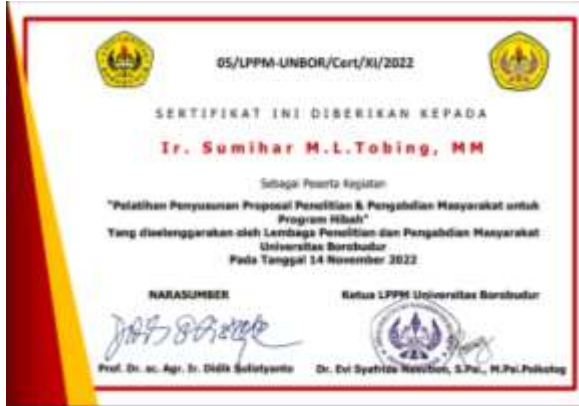 05/LPPM-UNBOR/Cert/XI/2022
SERTIFIKAT INI DIBERIKAN KEPADA
Ir. Sumihar M.L.Tobing, MM
Sebagai Peserta Kegiatan
"Pelatihan Penyusunan Proposal Penelitian & Pengabdian Masyarakat untuk
Program Hibah"
Yang diselenggarakan oleh Lembaga Penelitian dan Pengabdian Masyarakat
Universitas Borobudur
Pada Tanggal 14 November 2022
NARASUMBER
Ketua LPPM Universitas Borobudur
Prof. Dr. sc. Agr. Ir. Didik Sulistyanto
Dr. Evi Syafrida Nasution, S.Psi., M.Psi.Psikolog